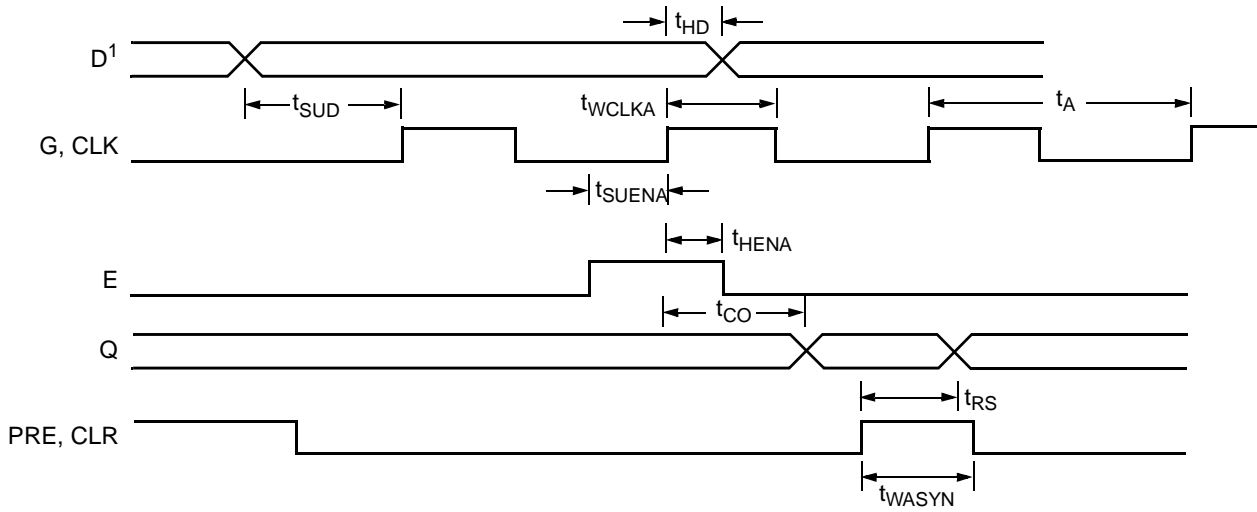 tHD
D¹
tSUD
tWCLKA
tA
G, CLK
tSUENA
tHENA
E
tCO
Q
tRS
PRE, CLR
tWASYN